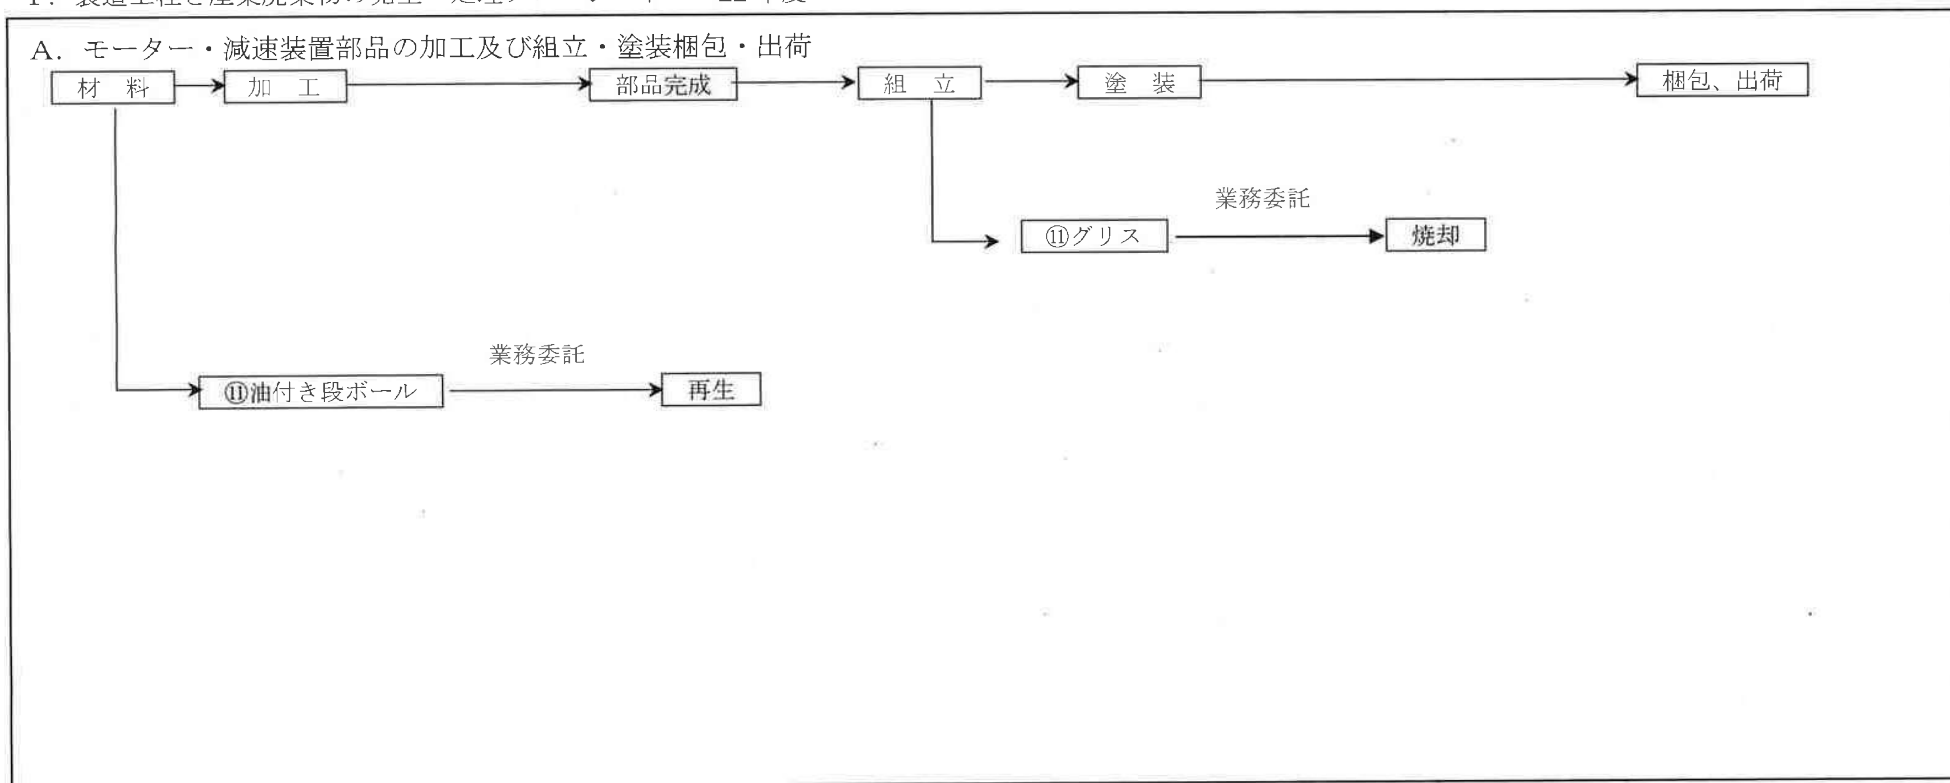 A. モーター・減速装置部品の加工及び組立・塗装梱包・出荷
材 料
加 工
部品完成
組 立
塗 装
梱包、出荷
業務委託
⑪グリス
焼却
業務委託
⑪油付き段ボール
再生